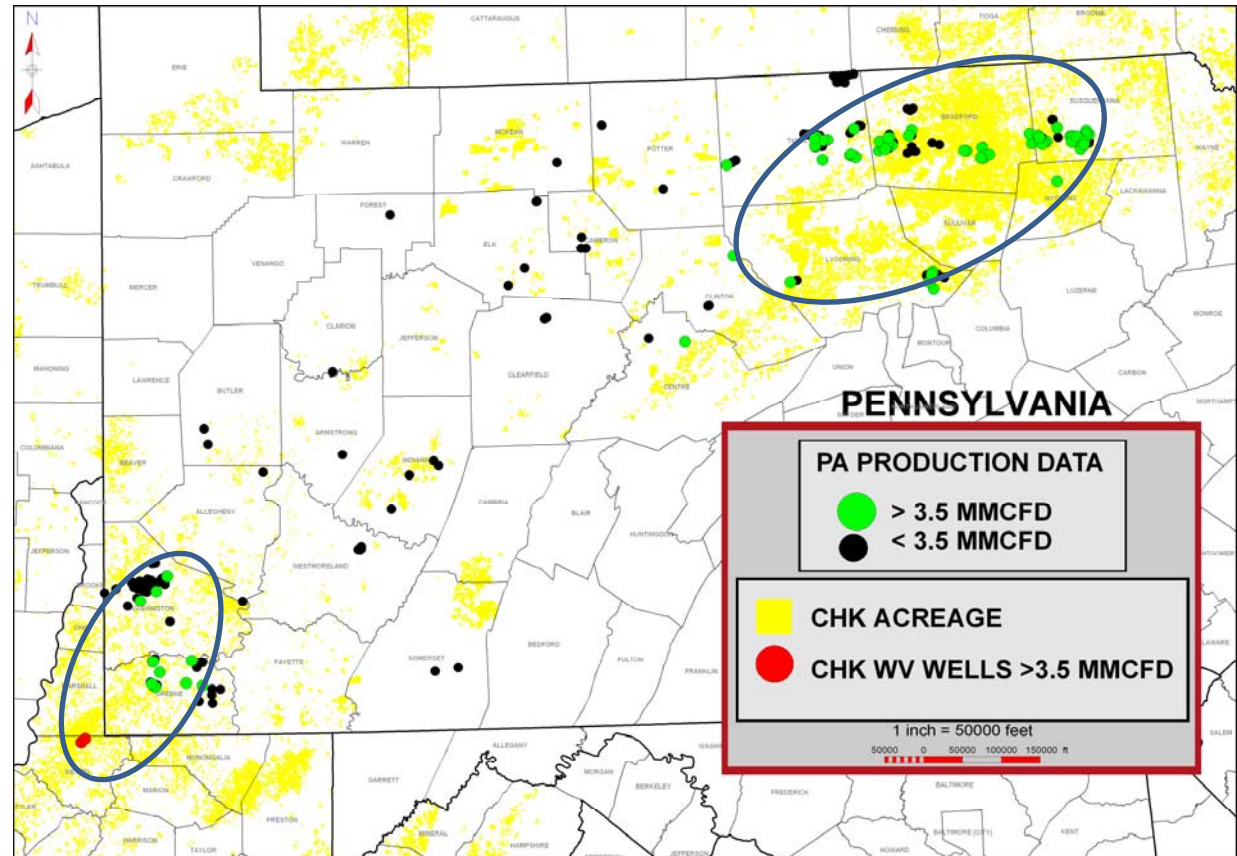 N
CATTARAUGUS
CHEMUNG
TIOGA
BROOME
ERIE
SUSQUEHANNA
BRADFORD
MCKEAN
WARREN
POTTER
ASHTABULA
CRAWFORD
WAYNE
LACKAWANNA
WYOMING
FOREST
SULLIVAN
ELK
CAMERON
LYCOMING
VENANGO
TRUMBULL
MERCER
LUZERNE
CLINTON
MONROE
CLARION
JEFFERSON
COLUMBIA
MONTOUR
MAHONING
LAWRENCE
CLEARFIELD
UNION
CARBON
BUTLER
CENTRE
NORTHAMPT
PENNSYLVANIA
SNYDER
ARMSTRONG
COLUMBIANA
BEAVER
INDIANA
PA PRODUCTION DATA
> 3.5 MMCFD
< 3.5 MMCFD
CAMBRIA
ALLEGHENY
BLAIR
HUNTINGDON
JEFFERSON
WESTMORELAND
WASHINGTON
CHK ACREAGE
CHK WV WELLS >3.5 MMCFD
BEDFORD
FULTON
FRANKLIN
SOMERSET
FAYETTE
MARSHALL
GREENE
1 inch = 50000 feet
50000 0 50000 100000 150000 ft
SALEM
ALLEGANY
MONONGALIA
GARRETT
MORGAN
BERKELEY
FREDERICK
BALTIMORE
MARION
PRESTON
HARRISON
TAYLOR
MINERAL
HAMPSHIRE
JEFFERSON
HOWARD
BALTIMORE (CITY)
KENT